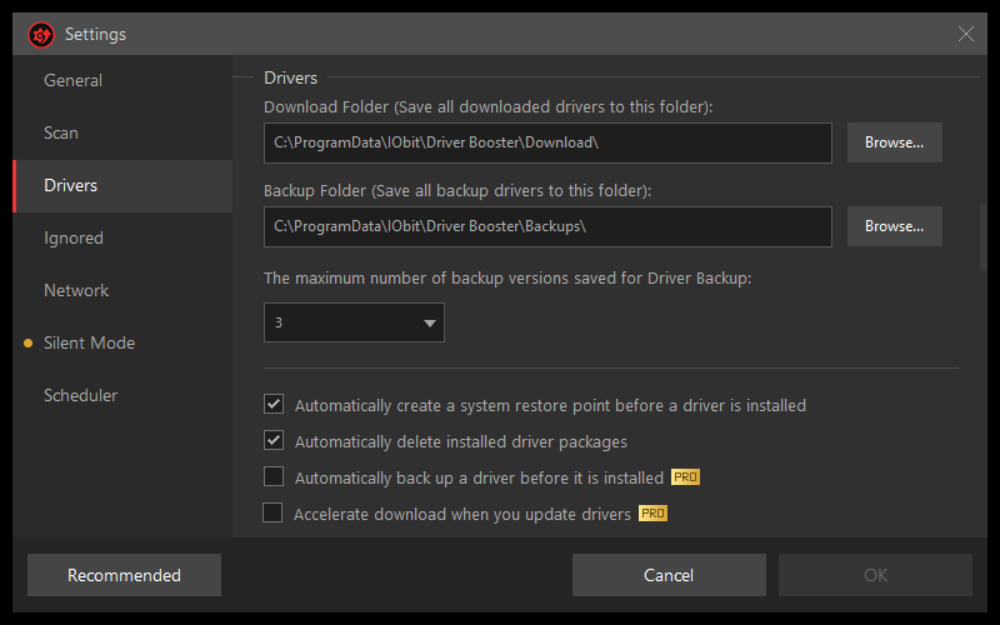 Settings
General
Scan
Drivers
Ignored
Network
Silent Mode
Scheduler
Drivers
Download Folder (Save all downloaded drivers to this folder):
C:\ProgramData\IObit\Driver Booster\Download\
Browse...
Backup Folder (Save all backup drivers to this folder):
C:\ProgramData\IObit\Driver Booster\Backups\
Browse...
The maximum number of backup versions saved for Driver Backup:
3
Automatically create a system restore point before a driver is installed
Automatically delete installed driver packages
Automatically back up a driver before it is installed PRO
Accelerate download when you update drivers PRO
Recommended
Cancel
OK